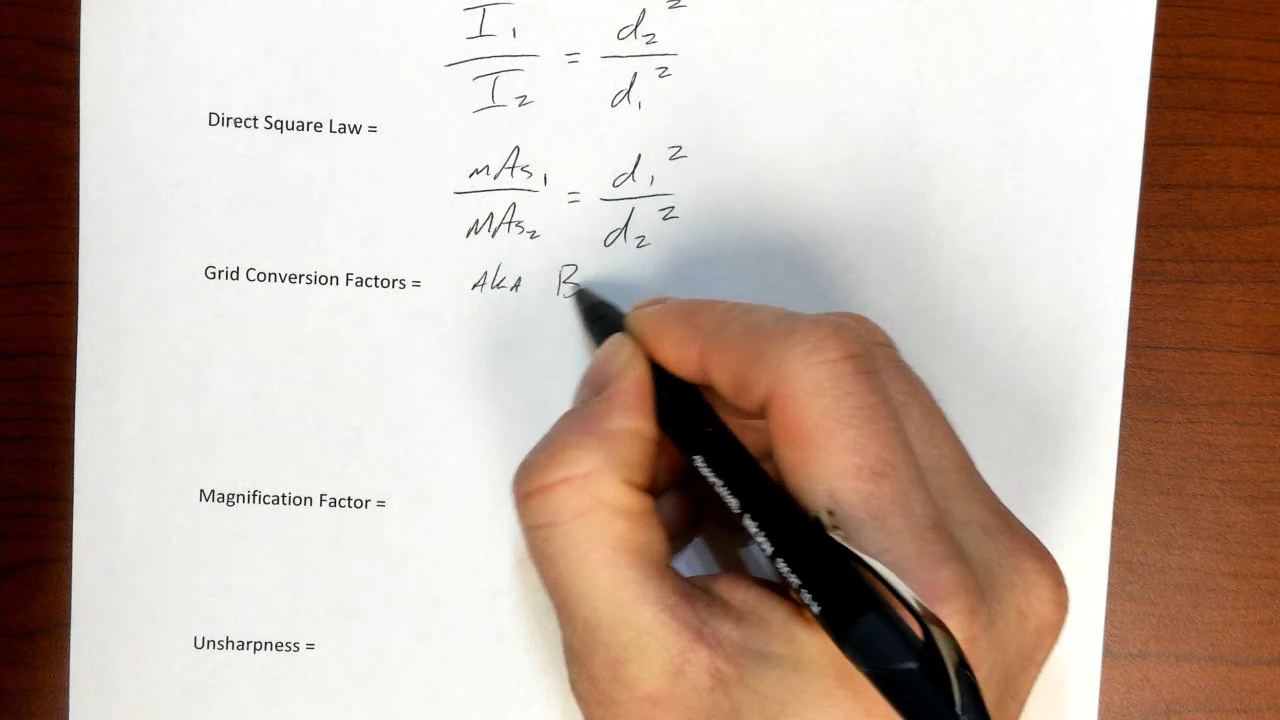 I₁ / I₂ = d₂² / d₁²
Direct Square Law =
mAs₁ / mAs₂ = d₁² / d₂²
Grid Conversion Factors = AKA B
Magnification Factor =
Unsharpness =